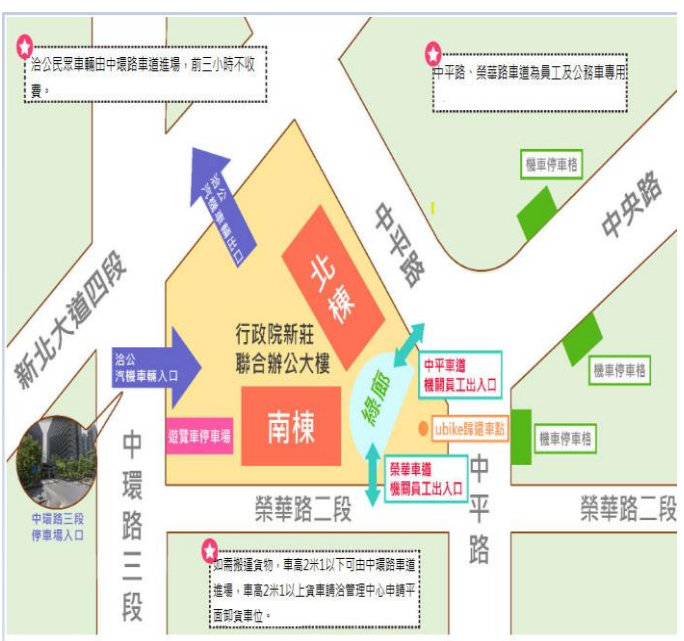 洽公民眾車輛由中環路車道進場，前三小時不收
費。
中平路、榮華路車道為員工及公務車專用
機車停車格
中央路
中平路
洽公
汽機車輛出口
北棟
新北大道四段
行政院新莊
聯合辦公大樓
洽公
汽機車輛入口
中平車道
機關員工出入口
機車停車格
綠廊
南棟
遊覽車停車場
ubike歸還車點
機車停車格
榮華車道
機關員工出入口
中環路三段
停車場入口
中環路三段
榮華路二段
中平路
榮華路二段
如需搬運貨物，車高2米1以下可由中環路車道
進場，車高2米1以上貨車請洽管理中心申請平
面卸貨車位。